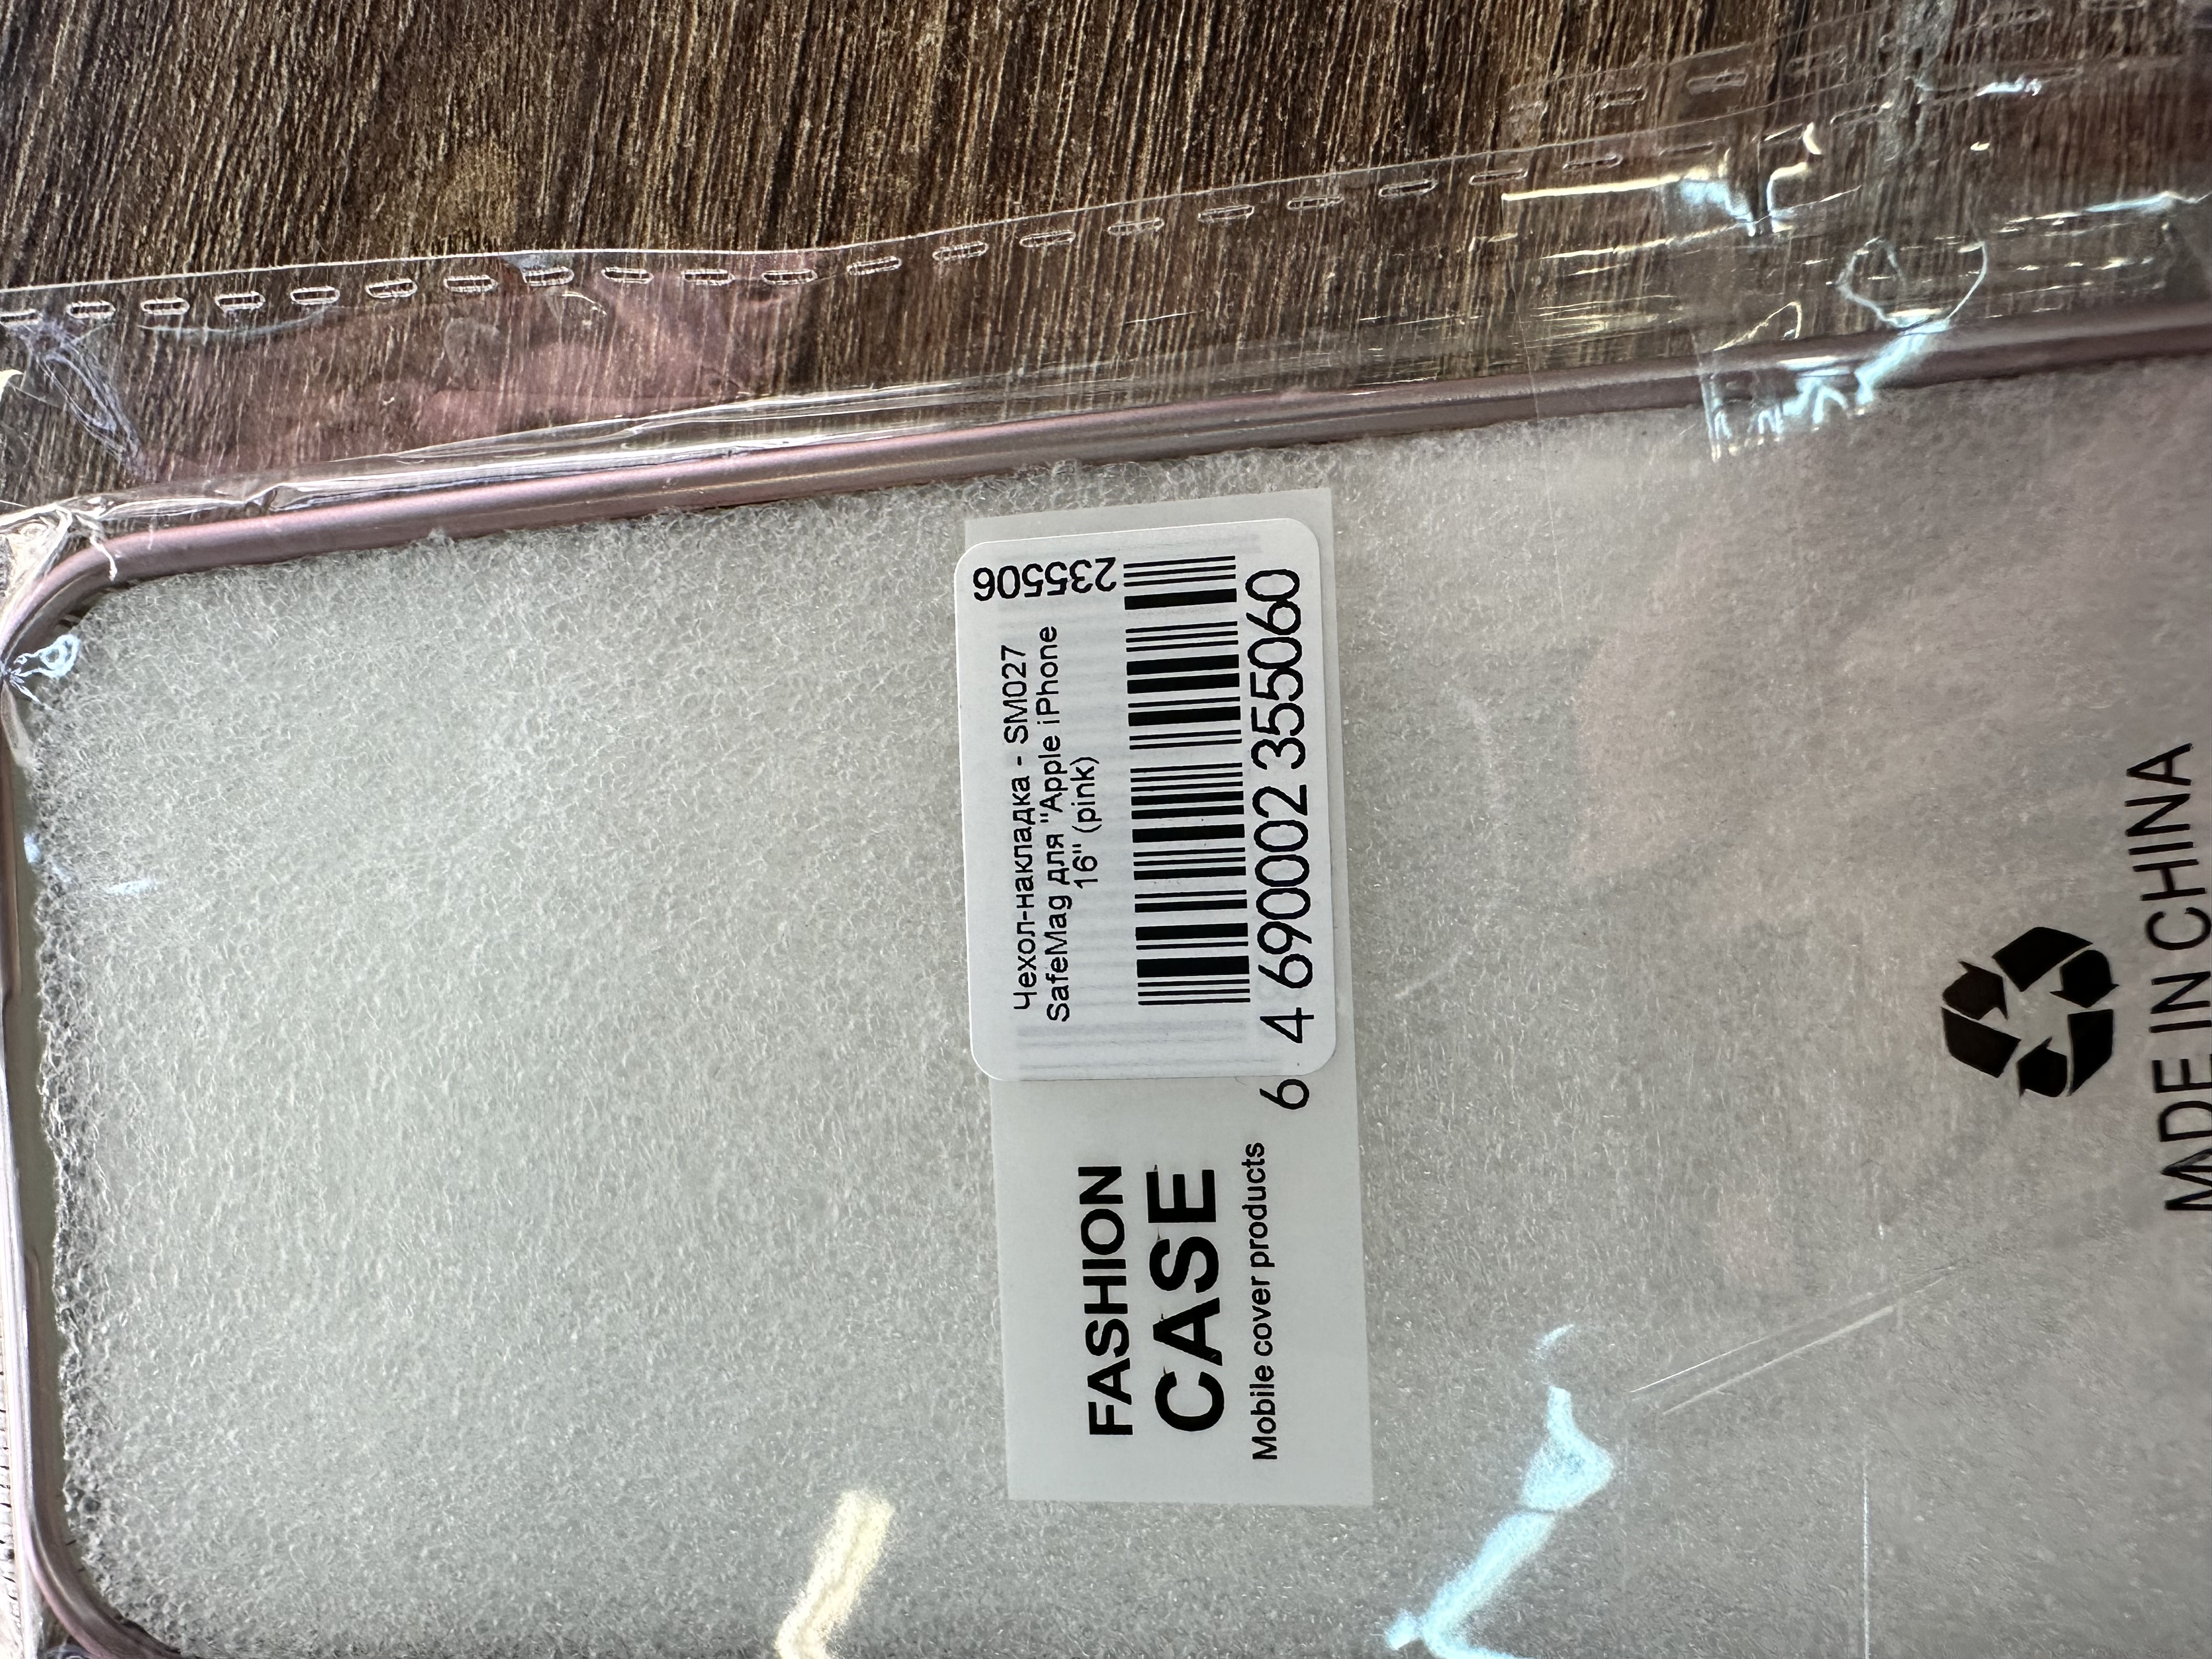 Чехол-накладка - SM027
SafeMag для "Apple iPhone
16" (pink)
235506
4 690002 355060
6
FASHION
CASE
Mobile cover products
MADE IN CHINA